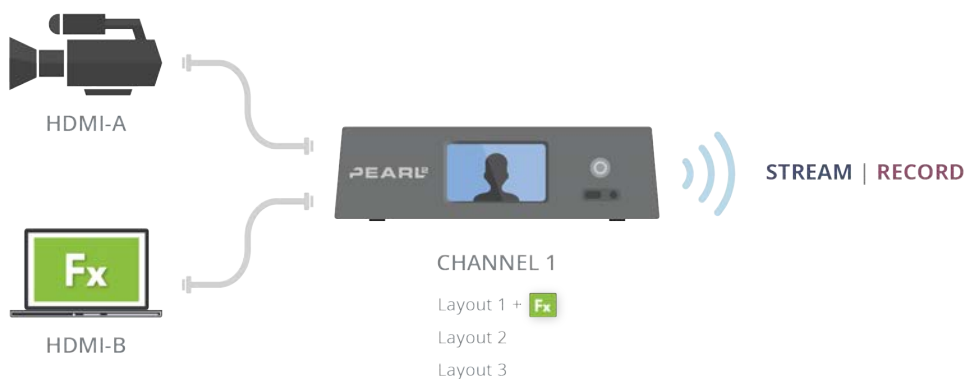 HDMI-A
PEARL²
STREAM | RECORD
Fx
HDMI-B
CHANNEL 1
Layout 1 + Fx
Layout 2
Layout 3